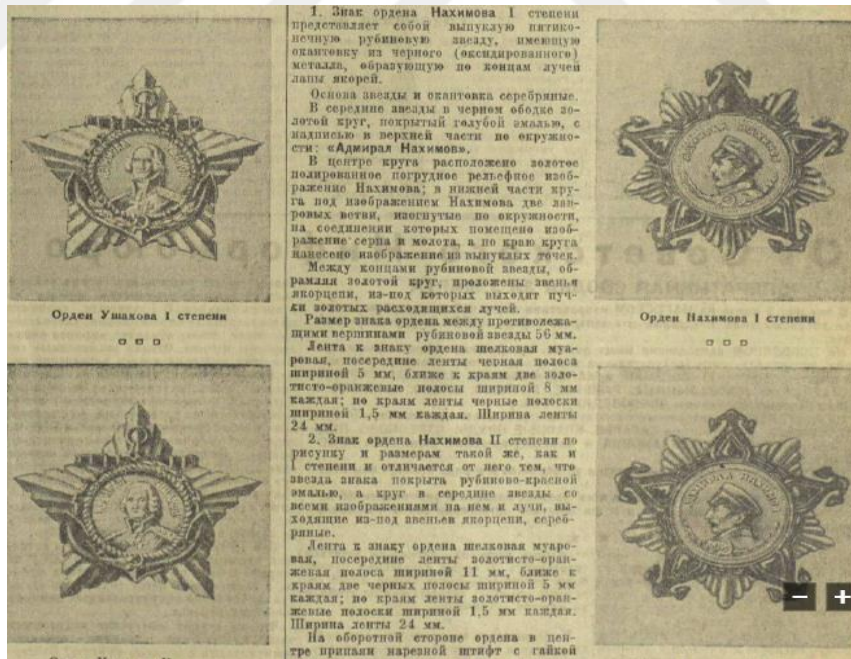 1. Знак ордена Нахимова I степени
представляет собой выпуклую пятико-
нечную рубиновую звезду, имеющую
окантовку из черного (оксидированного)
металла, образующую по концам лучей
лапы якорей.
Основа звезды и окантовка серебряные.
В середине звезды в черном ободке зо-
лотой круг, покрытый голубой эмалью, с
надписью в верхней части по окружно-
сти: «Адмирал Нахимов».
В центре круга расположено золотое
полированное погрудное рельефное изоб-
ражение Нахимова; в нижней части кру-
га под изображением Нахимова две лав-
ровых ветви, изогнутые по окружности,
на соединении которых помещено изоб-
ражение серпа и молота, а по краю круга
нанесено изображение из выпуклых точек.
Между концами рубиновой звезды, об-
рамляя золотой круг, проложены звенья
якорцепи, из-под которых выходит пуч-
ки золотых расходящихся лучей.
Размер знака ордена между противолежа-
щими вершинами рубиновой звезды 56 мм.
Лента к знаку ордена шелковая муа-
ровая, посередине ленты черная полоса
шириной 5 мм, ближе к краям две золо-
тисто-оранжевые полосы шириной 8 мм
каждая; по краям ленты черные полоски
шириной 1,5 мм каждая. Ширина ленты
24 мм.
2. Знак ордена Нахимова II степени по
рисунку и размерам такой же, как и
I степени и отличается от него тем, что
звезда знака покрыта рубиново-красной
эмалью, а круг в середине звезды со
всеми изображениями на нем и лучи, вы-
ходящие из-под звеньев якорцепи, сереб-
ряные.
Лента к знаку ордена шелковая муаро-
вая, посередине ленты золотисто-оран-
жевая полоса шириной 11 мм, ближе к
краям две черных полосы шириной 5 мм
каждая; по краям ленты золотисто-оран-
жевые полоски шириной 1,5 мм каждая.
Ширина ленты 24 мм.
На оборотной стороне ордена в цен-
тре припаян нарезной штифт с гайкой
Орден Ушакова I степени
Орден Нахимова I степени